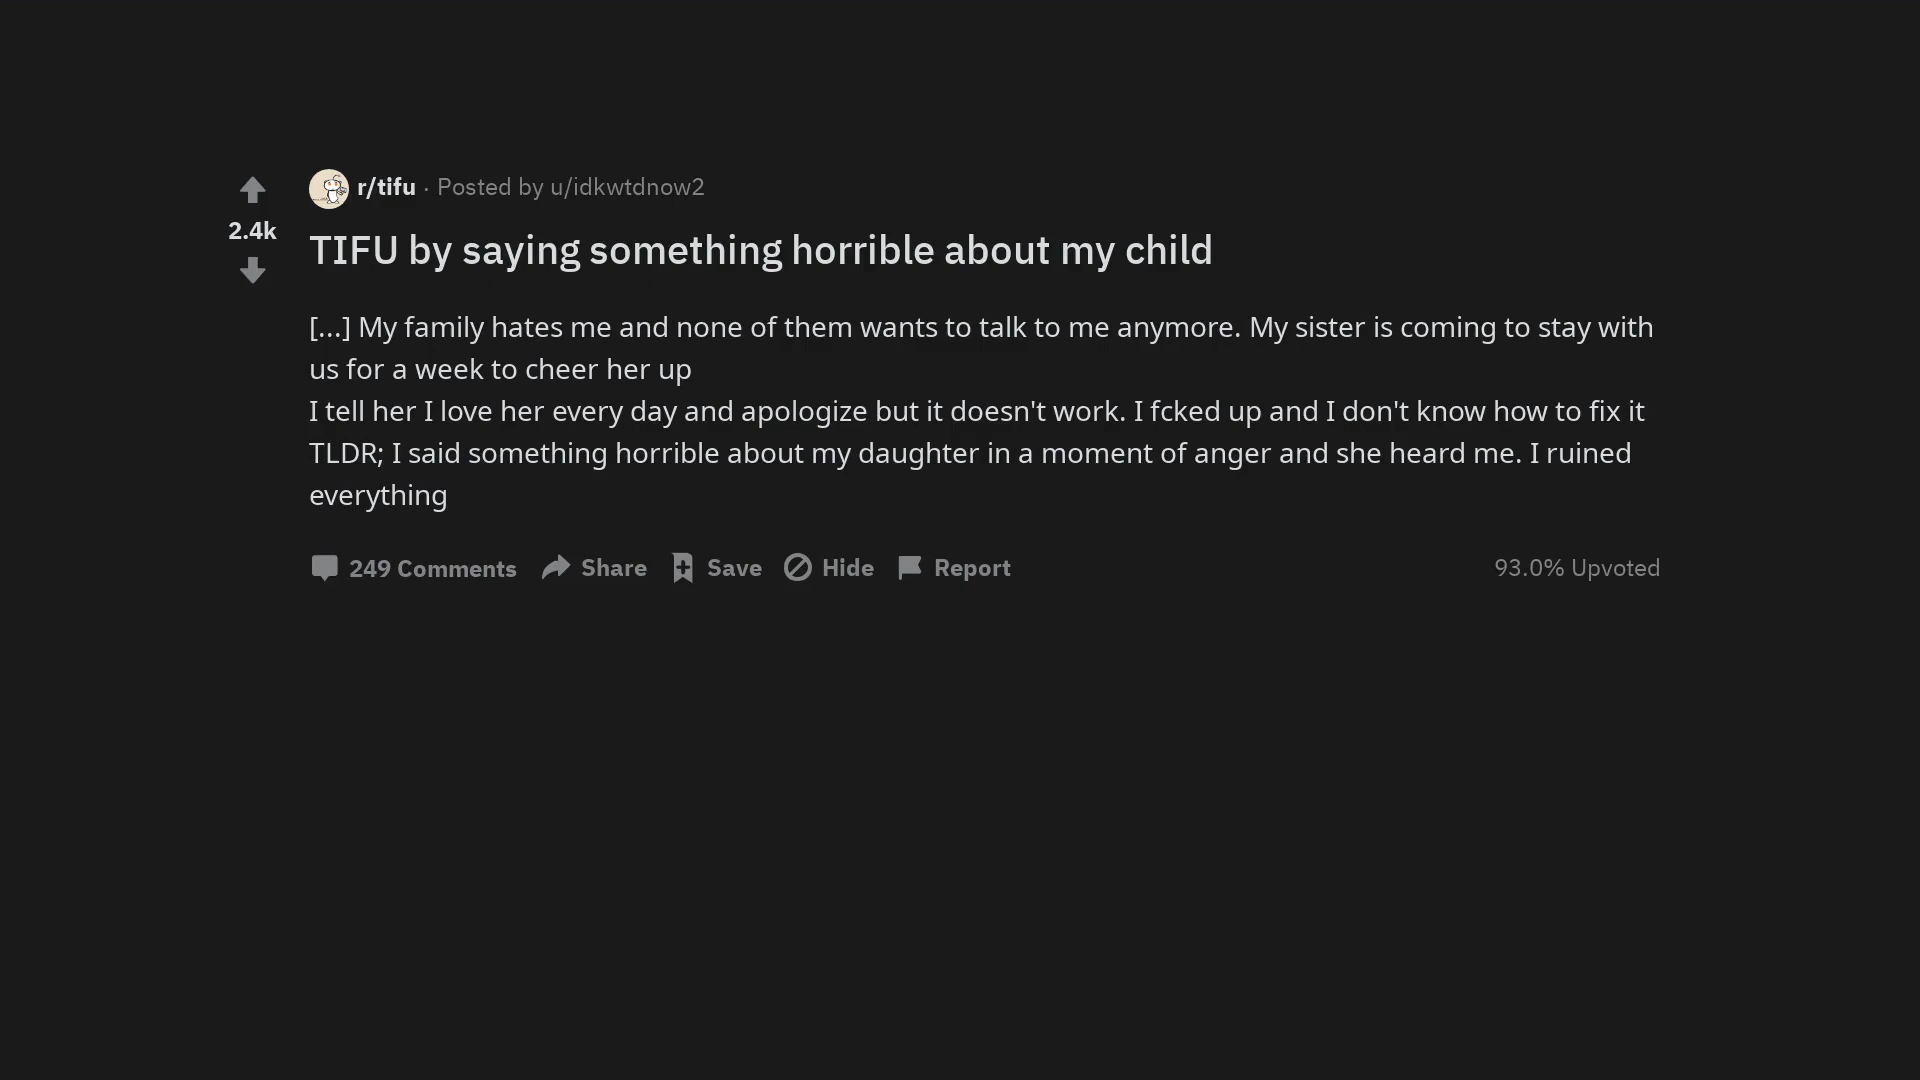 r/tifu · Posted by u/idkwtdnow2
2.4k
TIFU by saying something horrible about my child
[...] My family hates me and none of them wants to talk to me anymore. My sister is coming to stay with
us for a week to cheer her up
I tell her I love her every day and apologize but it doesn't work. I fcked up and I don't know how to fix it
TLDR; I said something horrible about my daughter in a moment of anger and she heard me. I ruined
everything
249 Comments Share Save Hide Report 93.0% Upvoted